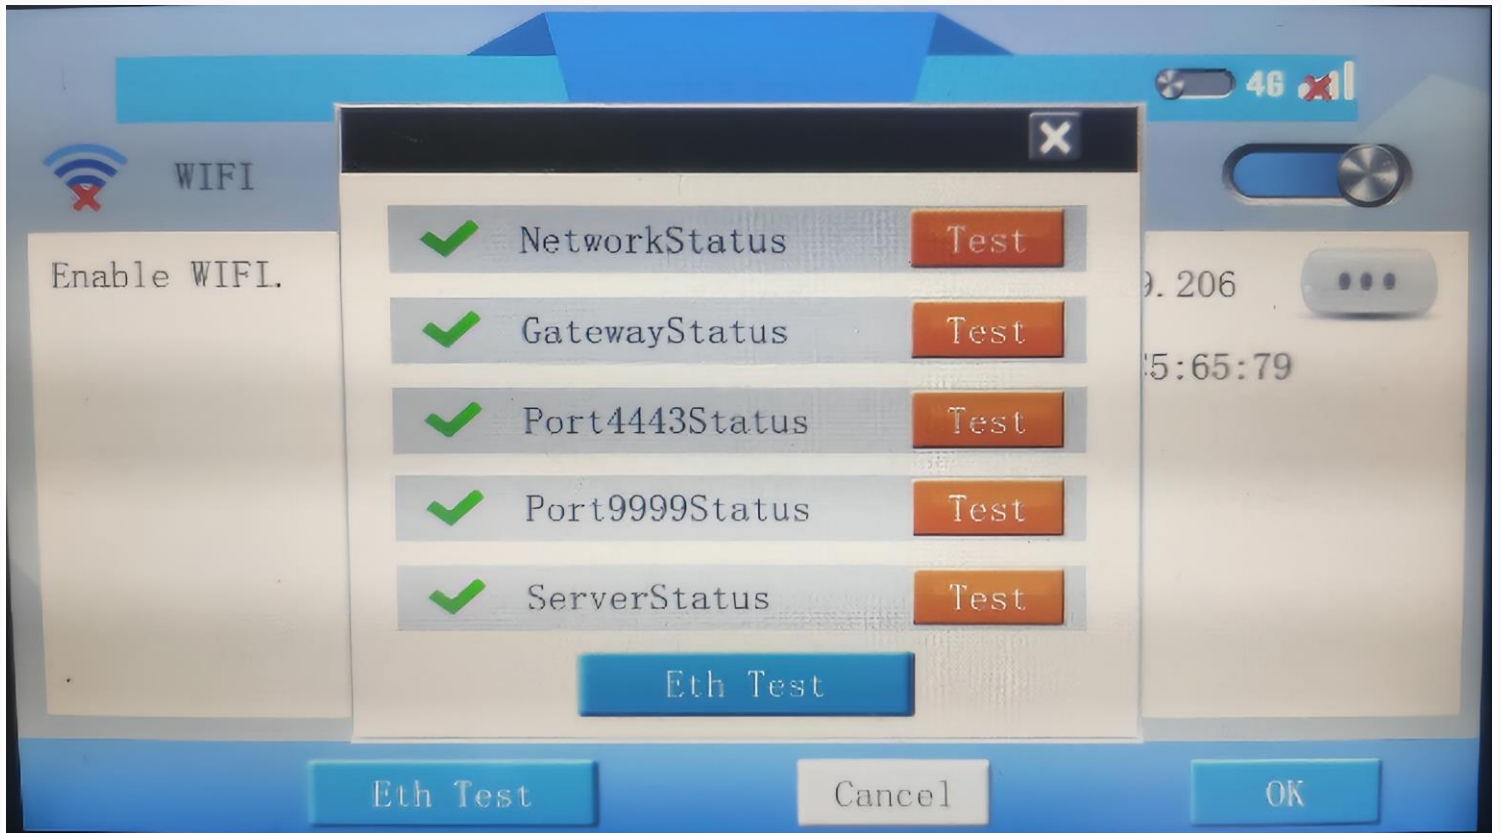 4G
WIFI
Enable WIFI.
NetworkStatus Test
GatewayStatus Test
Port4443Status Test
Port9999Status Test
ServerStatus Test
Eth Test
.206
5:65:79
Eth Test
Cancel
OK